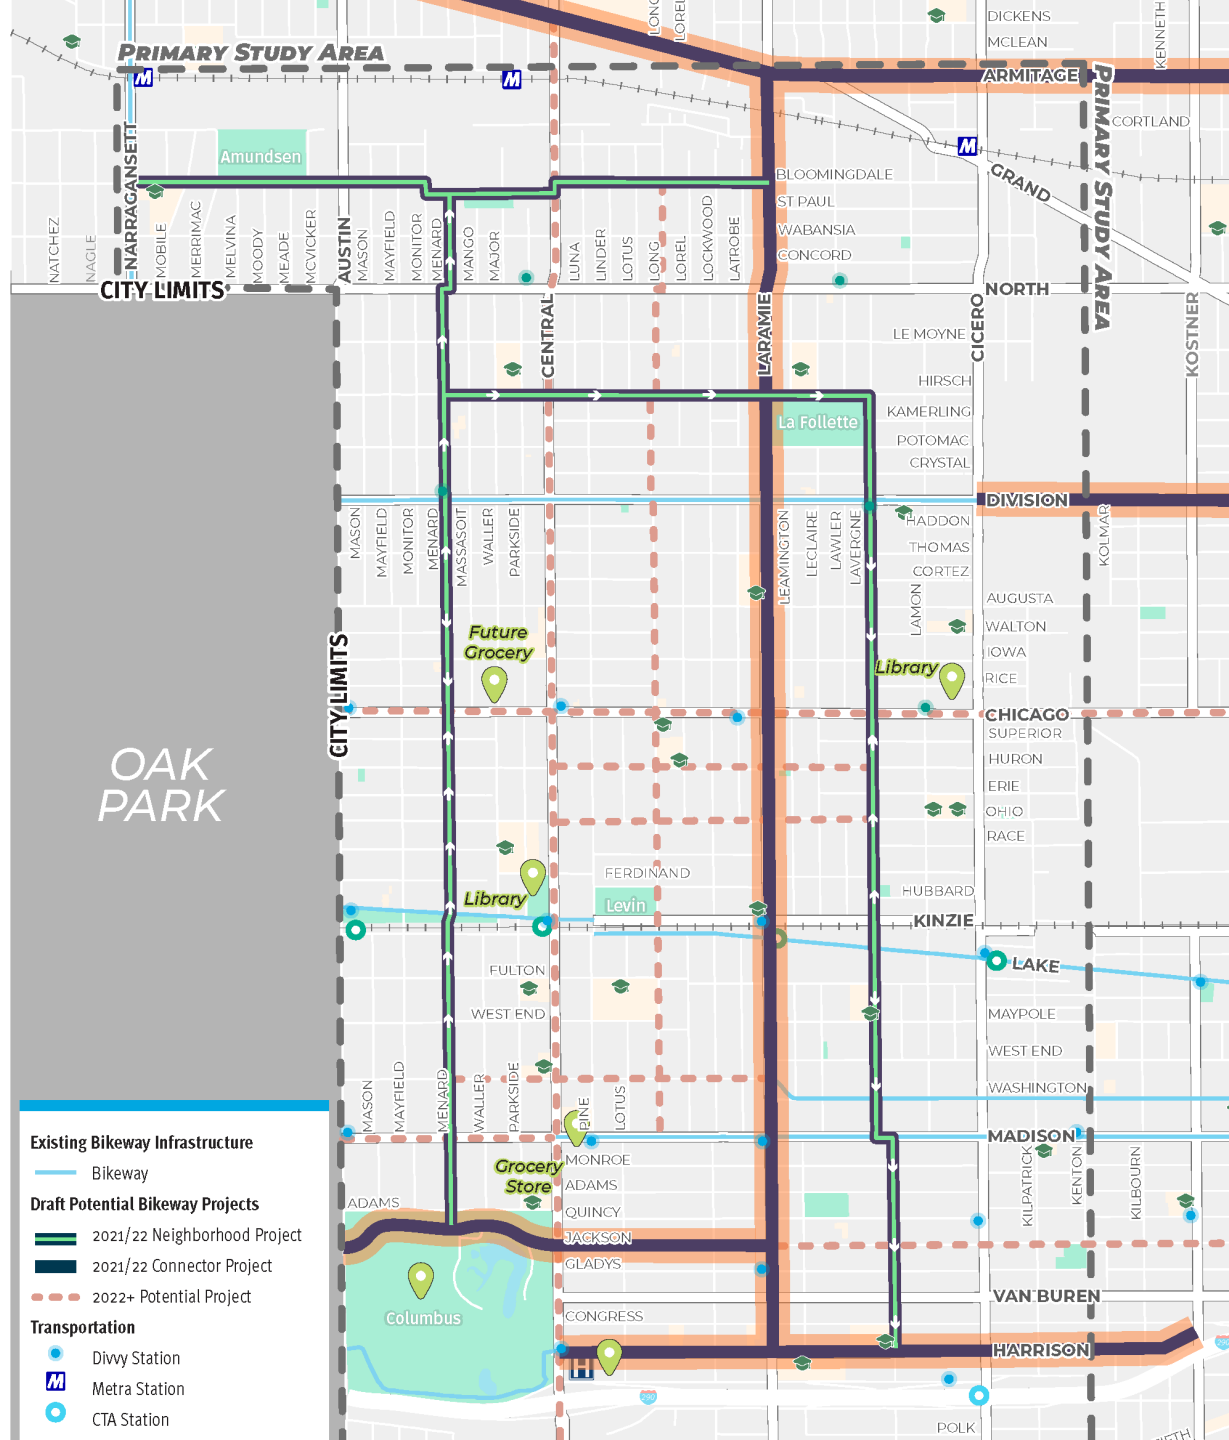 DICKENS
MCLEAN
LONG
LOREL
KENNETH
PRIMARY STUDY AREA
M
M
ARMITAGE
PRIMARY STUDY AREA
CORTLAND
M
GRAND
Amundsen
NARRAGANSETT
BLOOMINGDALE
ST PAUL
WABANSIA
CONCORD
NATCHEZ
NAGLE
MOBILE
MERRIMAC
MELVINA
MOODY
MEADE
MCVICKER
AUSTIN
MASON
MAYFIELD
MONITOR
MENARD
MANGO
MAJOR
LUNA
LINDER
LOTUS
LONG
LOREL
LOCKWOOD
LATROBE
CITY LIMITS
NORTH
CENTRAL
LARAMIE
CICERO
KOSTNER
LE MOYNE
HIRSCH
KAMERLING
POTOMAC
CRYSTAL
La Follette
DIVISION
MASON
MAYFIELD
MONITOR
MENARD
MASSASOIT
WALLER
PARKSIDE
LEAMINGTON
LECLAIRE
LAWLER
LAVERGNE
HADDON
THOMAS
CORTEZ
KOLMAR
LAMON
AUGUSTA
WALTON
IOWA
RICE
Future
Grocery
Library
CITY LIMITS
CHICAGO
SUPERIOR
HURON
ERIE
OHIO
RACE
OAK
PARK
FERDINAND
Library
Levin
HUBBARD
KINZIE
LAKE
FULTON
WEST END
MAYPOLE
WEST END
WASHINGTON
MASON
MAYFIELD
MENARD
WALLER
PARKSIDE
PINE
LOTUS
MADISON
MONROE
ADAMS
QUINCY
JACKSON
GLADYS
CONGRESS
Grocery
Store
ADAMS
KILPATRICK
KENTON
KILBOURN
Columbus
VAN BUREN
HARRISON
H
290
290
POLK
Existing Bikeway Infrastructure
Bikeway
Draft Potential Bikeway Projects
2021/22 Neighborhood Project
2021/22 Connector Project
2022+ Potential Project
Transportation
Divvy Station
M Metra Station
CTA Station